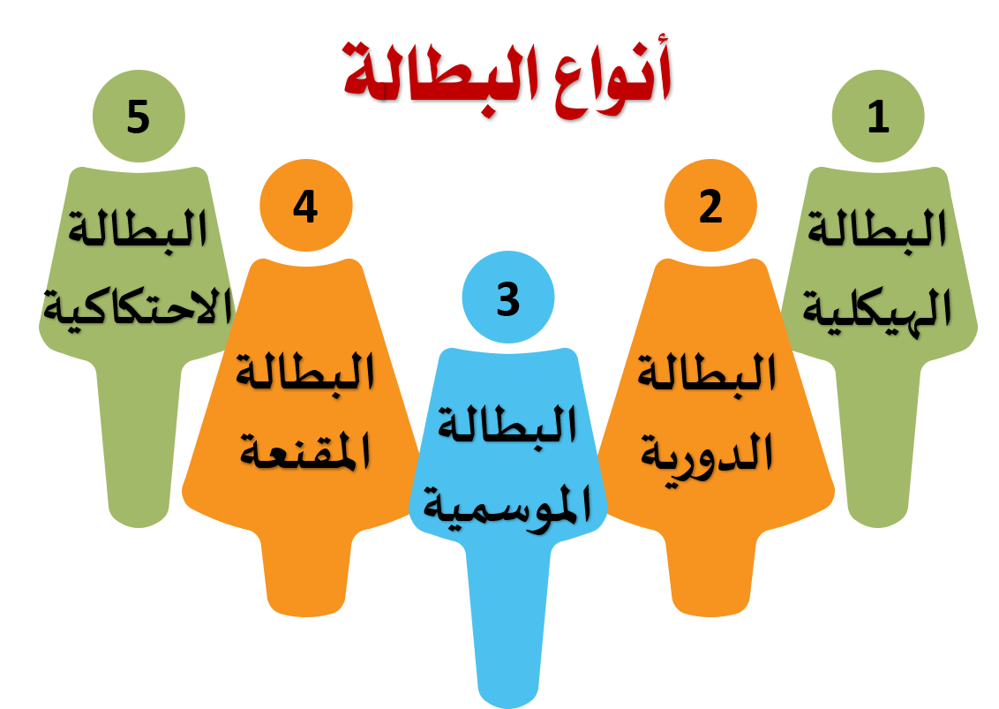 أنواع البطالة
1
البطالة
الهيكلية
2
البطالة
الدورية
3
البطالة
الموسمية
4
البطالة
المقنعة
5
البطالة
الاحتكاكية